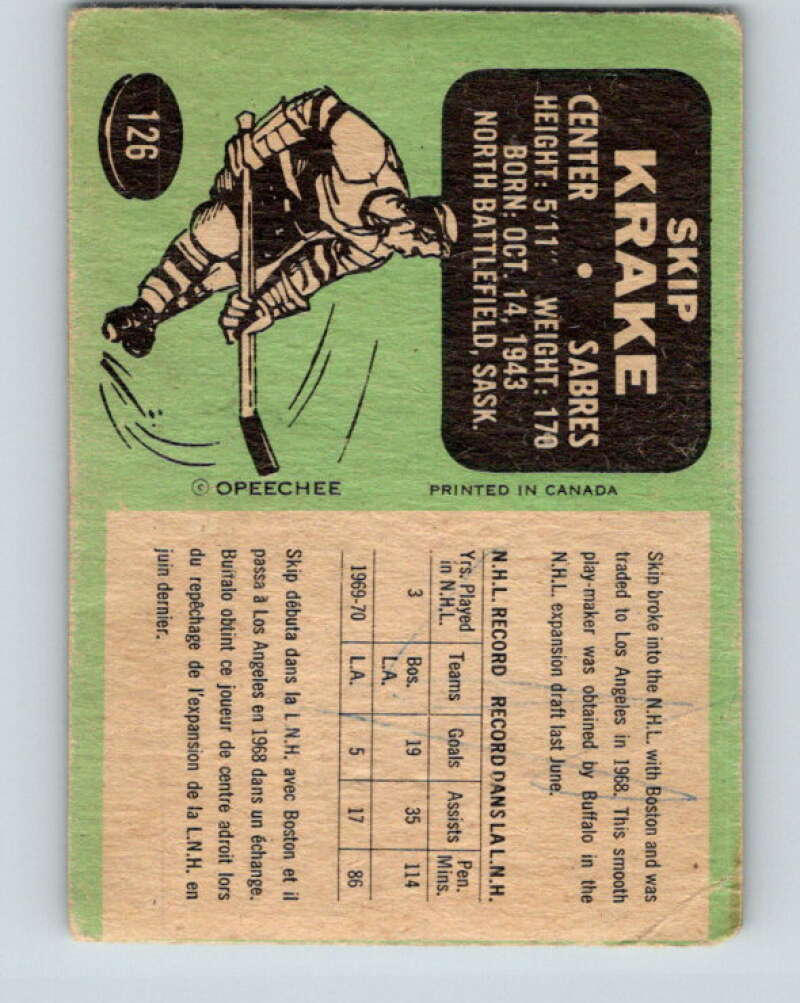 SKIP
KRAKE
CENTER • SABRES
HEIGHT: 5'11" WEIGHT: 170
BORN: OCT. 14, 1943
NORTH BATTLEFIELD, SASK.
126
© OPEECHEE
PRINTED IN CANADA
Skip broke into the N.H.L. with Boston and was
traded to Los Angeles in 1968. This smooth
play-maker was obtained by Buffalo in the
N.H.L. expansion draft last June.
N.H.L. RECORD RECORD DANS LA L.N.H.
Yrs. Played in N.H.L. Teams Goals Assists Pen. Mins.
3 Bos. L.A. 19 35 114
1969-70 L.A. 5 17 86
Skip débuta dans la L.N.H. avec Boston et il
passa à Los Angeles en 1968 dans un échange.
Buffalo obtint ce joueur de centre adroit lors
du repêchage de l'expansion de la L.N.H. en
juin dernier.